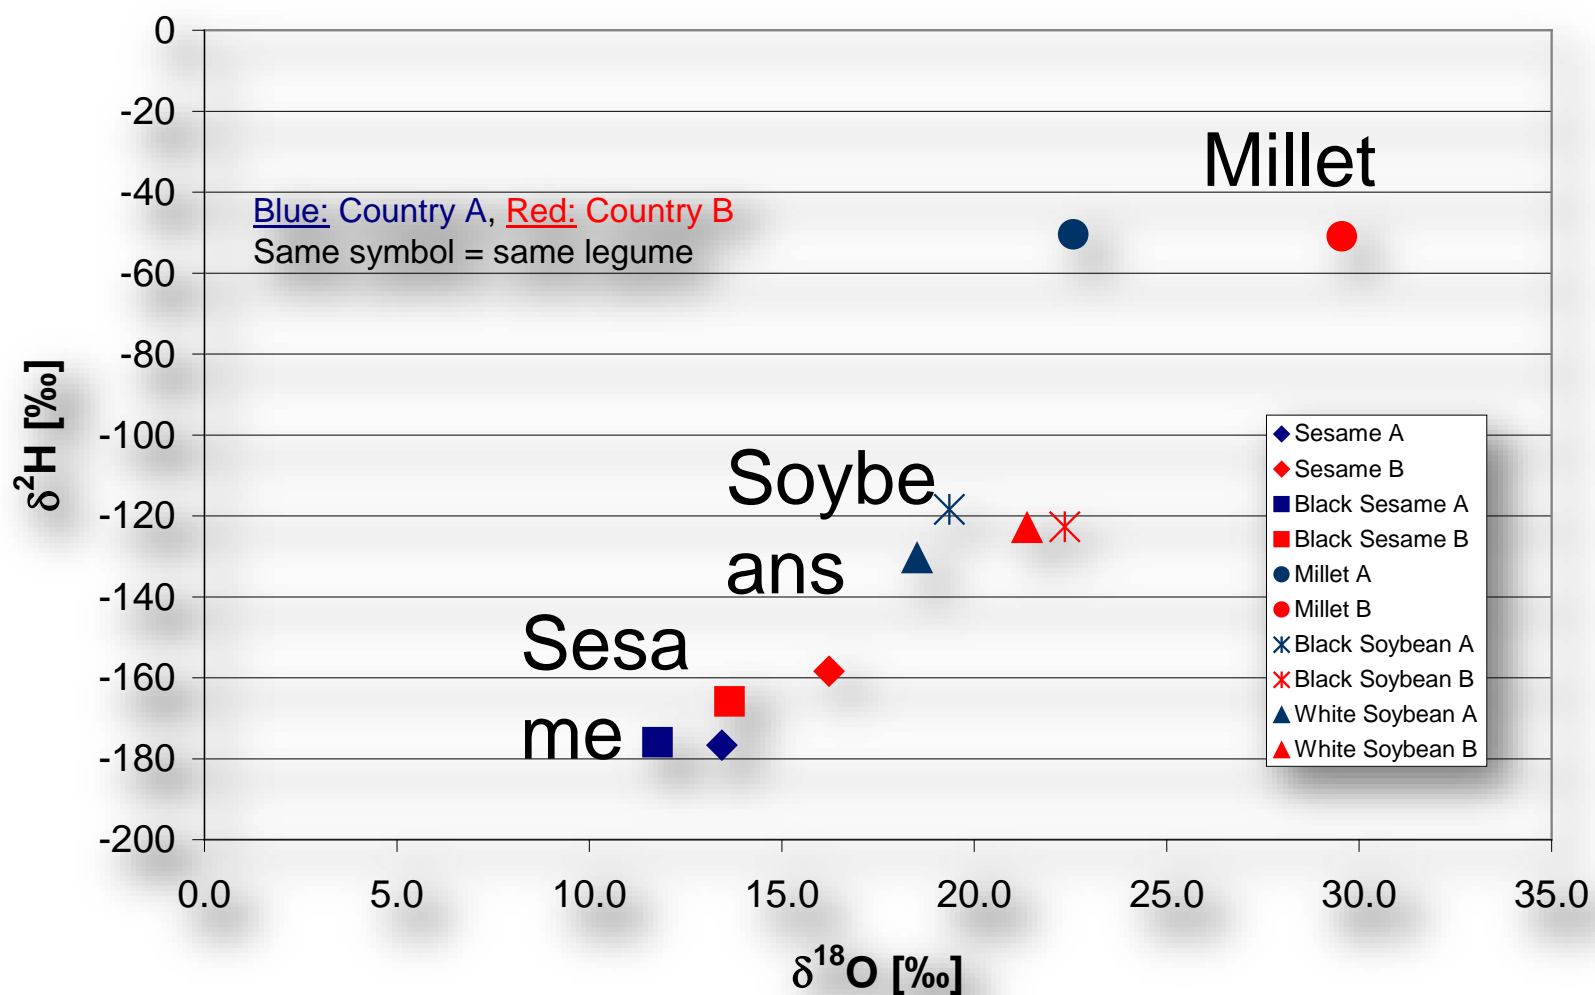 0
-20
-40
-60
-80
-100
-120
-140
-160
-180
-200
δ²H [‰]
Millet
Blue: Country A, Red: Country B
Same symbol = same legume
Soybe
ans
Sesa
me
Sesame A
Sesame B
Black Sesame A
Black Sesame B
Millet A
Millet B
Black Soybean A
Black Soybean B
White Soybean A
White Soybean B
0.0 5.0 10.0 15.0 20.0 25.0 30.0 35.0
δ¹⁸O [‰]